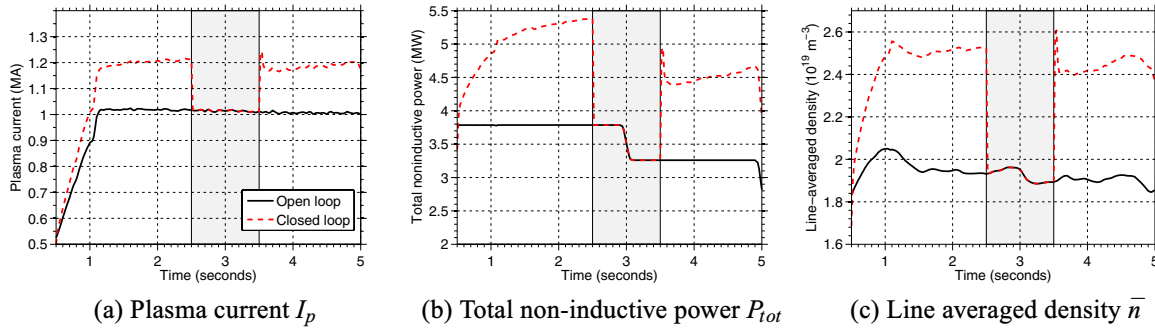 Plasma current (MA)
1.3
1.2
1.1
1
0.9
0.8
0.7
0.6
0.5
Open loop
Closed loop
1 2 3 4 5
Time (seconds)
(a) Plasma current I_p
Total noninductive power (MW)
5.5
5
4.5
4
3.5
3
2.5
2
1 2 3 4 5
Time (seconds)
(b) Total non-inductive power P_tot
Line−averaged density (10^19 m^−3)
2.6
2.2
1.9
1.6
1 2 3 4 5
Time (seconds)
(c) Line averaged density n̄